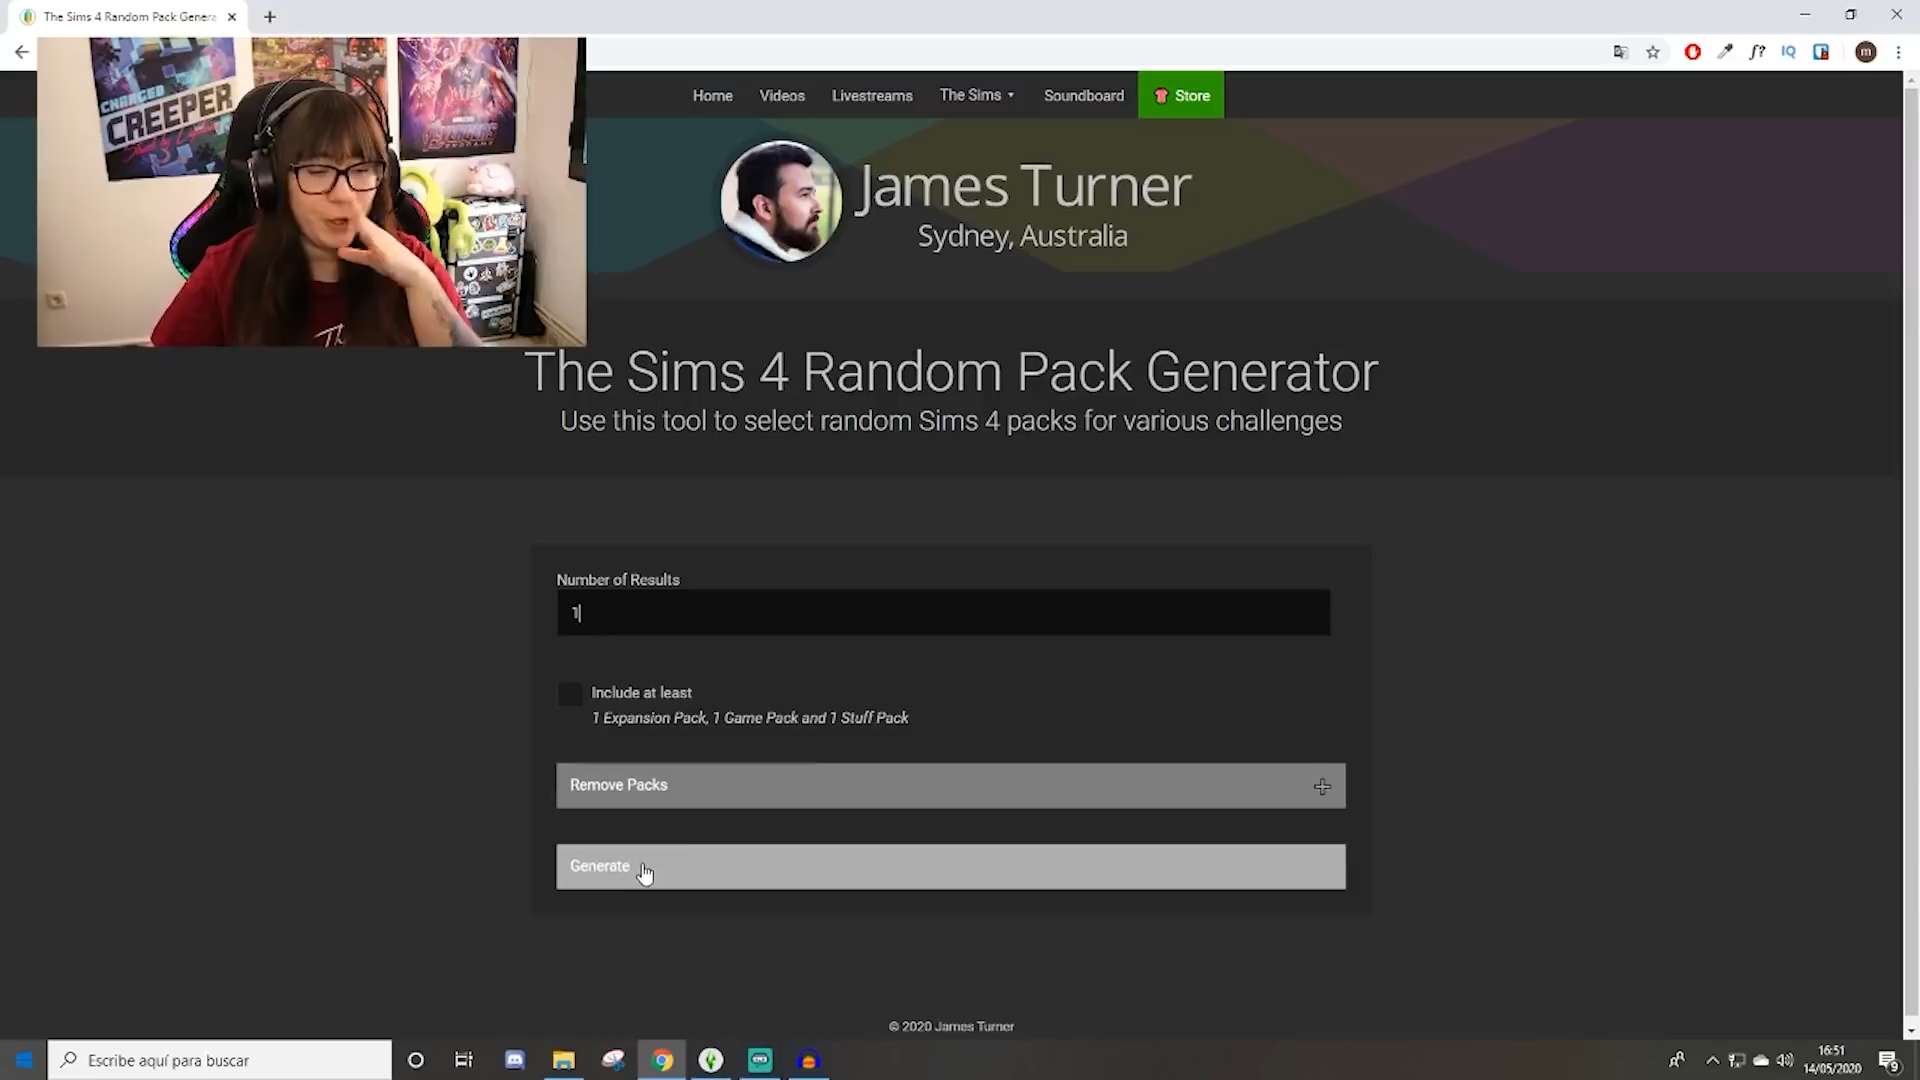 The Sims 4 Random Pack Genera
CHARGED
CREEPER
Home
Videos
Livestreams
The Sims
Soundboard
Store
James Turner
Sydney, Australia
The Sims 4 Random Pack Generator
Use this tool to select random Sims 4 packs for various challenges
Number of Results
1
Include at least
1 Expansion Pack, 1 Game Pack and 1 Stuff Pack
Remove Packs
Generate
© 2020 James Turner
Escribe aquí para buscar
16:51
14/05/2020
9